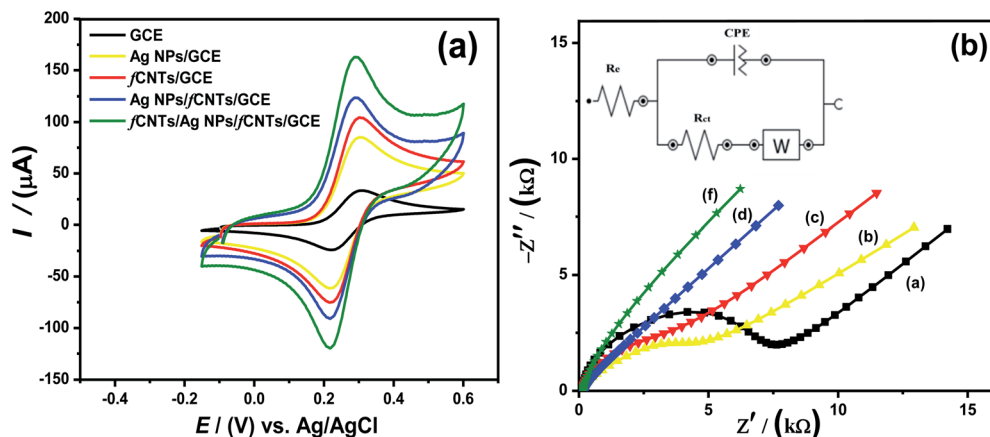 200
150
100
50
0
-50
-100
-150
-0.4 -0.2 0.0 0.2 0.4 0.6
I / (µA)
E / (V) vs. Ag/AgCl
(a)
GCE
Ag NPs/GCE
fCNTs/GCE
Ag NPs/fCNTs/GCE
fCNTs/Ag NPs/fCNTs/GCE
15
10
5
0
0 5 10 15
–Z′′ / (kΩ)
Z′ / (kΩ)
(b)
CPE
Re
Rct
W
(f)
(d)
(c)
(b)
(a)